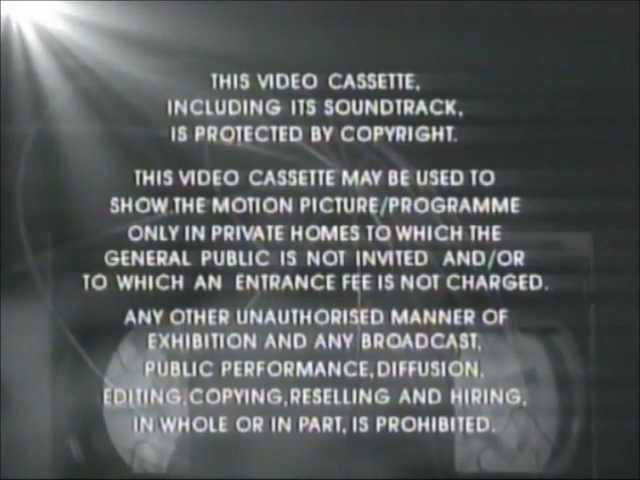 THIS VIDEO CASSETTE,
INCLUDING ITS SOUNDTRACK,
IS PROTECTED BY COPYRIGHT.
THIS VIDEO CASSETTE MAY BE USED TO
SHOW THE MOTION PICTURE/PROGRAMME
ONLY IN PRIVATE HOMES TO WHICH THE
GENERAL PUBLIC IS NOT INVITED AND/OR
TO WHICH AN ENTRANCE FEE IS NOT CHARGED.
ANY OTHER UNAUTHORISED MANNER OF
EXHIBITION AND ANY BROADCAST,
PUBLIC PERFORMANCE, DIFFUSION,
EDITING, COPYING, RESELLING AND HIRING,
IN WHOLE OR IN PART, IS PROHIBITED.